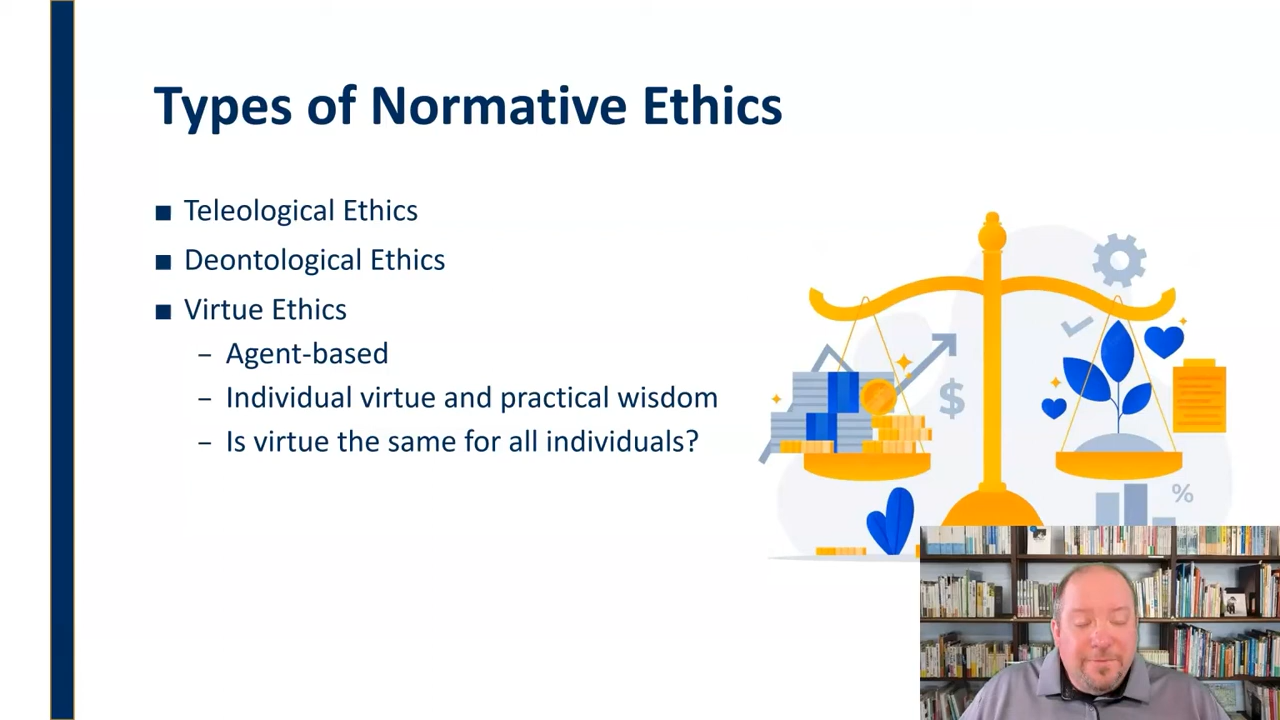 Types of Normative Ethics
■ Teleological Ethics
■ Deontological Ethics
■ Virtue Ethics
– Agent-based
– Individual virtue and practical wisdom
– Is virtue the same for all individuals?
$
%